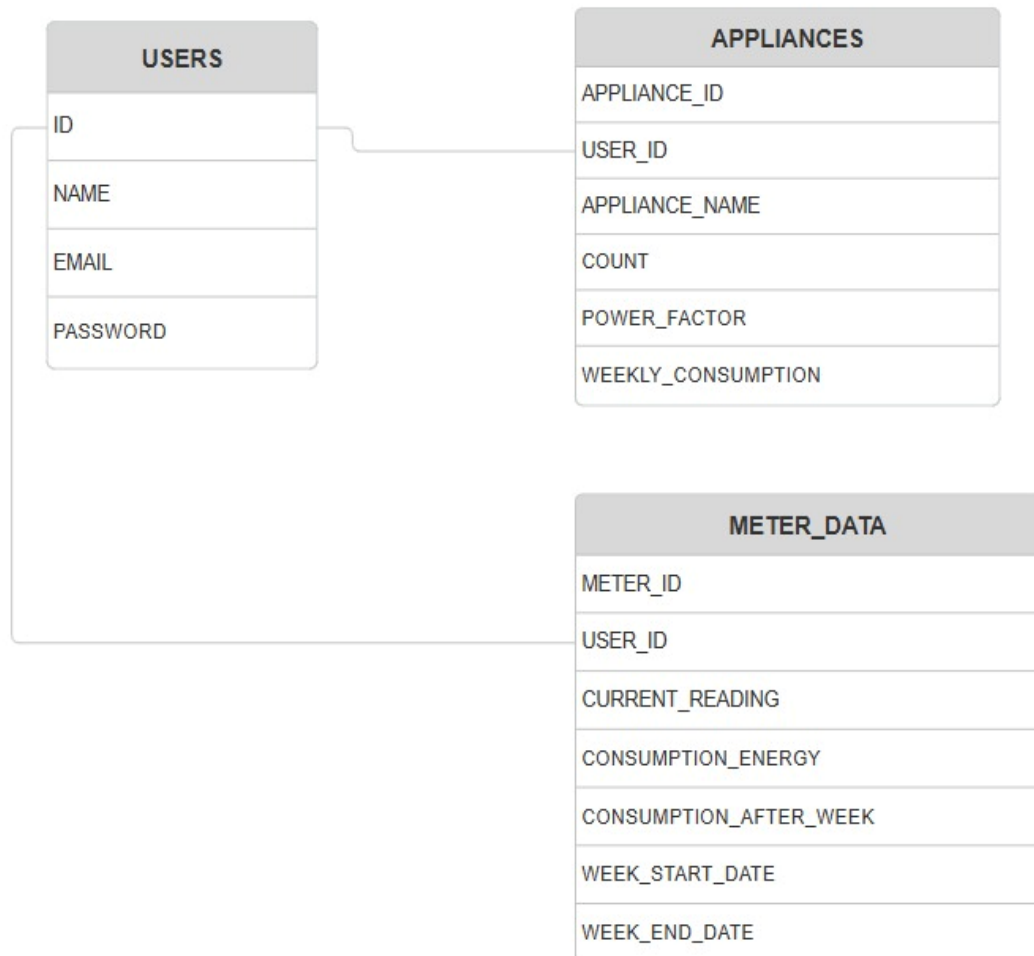 USERS
ID
NAME
EMAIL
PASSWORD
APPLIANCES
APPLIANCE_ID
USER_ID
APPLIANCE_NAME
COUNT
POWER_FACTOR
WEEKLY_CONSUMPTION
METER_DATA
METER_ID
USER_ID
CURRENT_READING
CONSUMPTION_ENERGY
CONSUMPTION_AFTER_WEEK
WEEK_START_DATE
WEEK_END_DATE